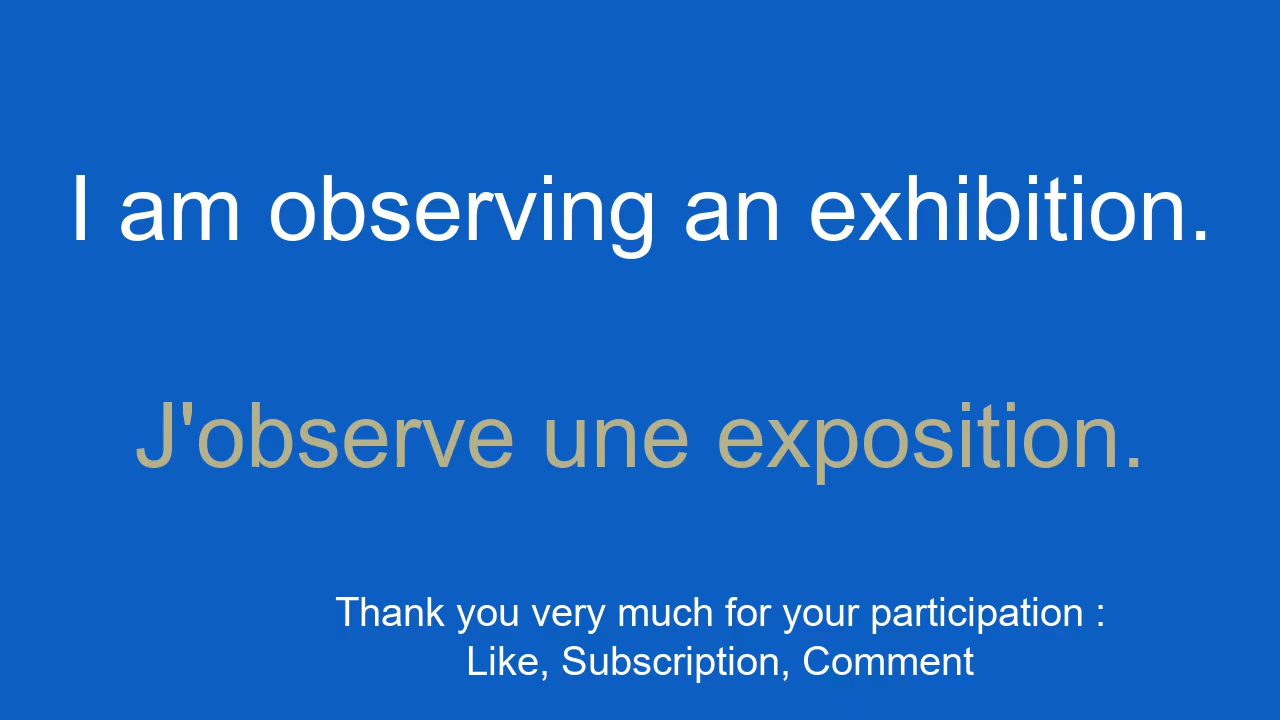 I am observing an exhibition.
J'observe une exposition.
Thank you very much for your participation :
Like, Subscription, Comment